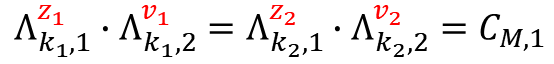 Λ^{z_1}_{k_1,1} · Λ^{v_1}_{k_1,2} = Λ^{z_2}_{k_2,1} · Λ^{v_2}_{k_2,2} = C_{M,1}